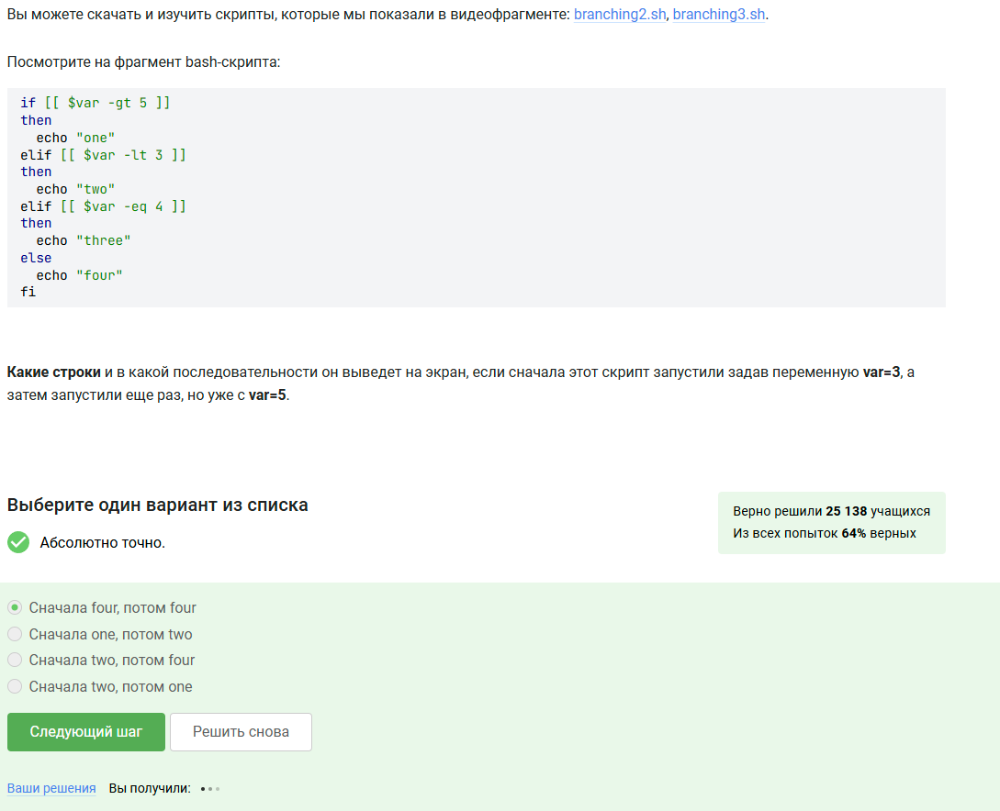 Вы можете скачать и изучить скрипты, которые мы показали в видеофрагменте: branching2.sh, branching3.sh.
Посмотрите на фрагмент bash-скрипта:
if [[ $var -gt 5 ]]
then
  echo "one"
elif [[ $var -lt 3 ]]
then
  echo "two"
elif [[ $var -eq 4 ]]
then
  echo "three"
else
  echo "four"
fi
Какие строки и в какой последовательности он выведет на экран, если сначала этот скрипт запустили задав переменную var=3, а
затем запустили еще раз, но уже с var=5.
Выберите один вариант из списка
Абсолютно точно.
Верно решили 25 138 учащихся
Из всех попыток 64% верных
Сначала four, потом four
Сначала one, потом two
Сначала two, потом four
Сначала two, потом one
Следующий шаг
Решить снова
Ваши решения Вы получили: